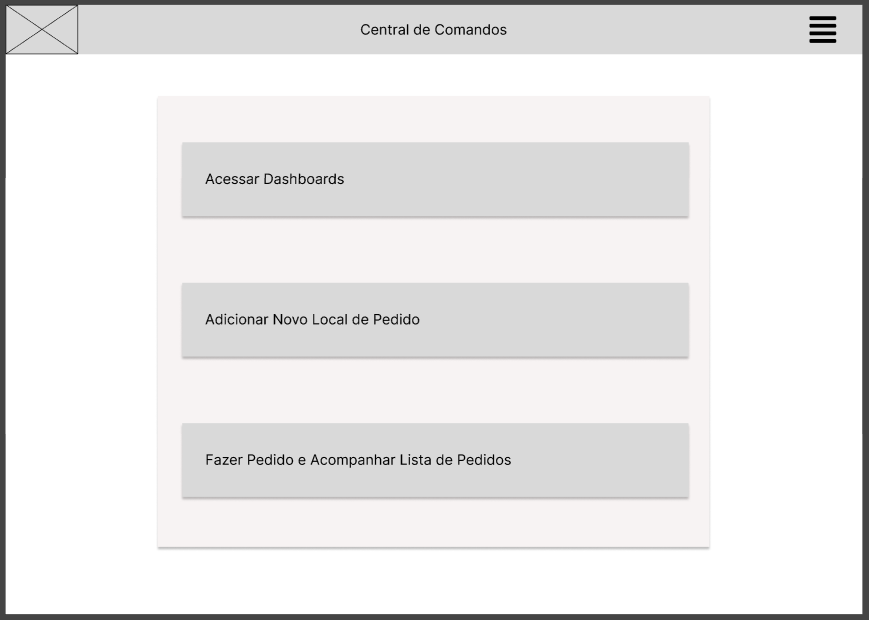 Central de Comandos
Acessar Dashboards
Adicionar Novo Local de Pedido
Fazer Pedido e Acompanhar Lista de Pedidos